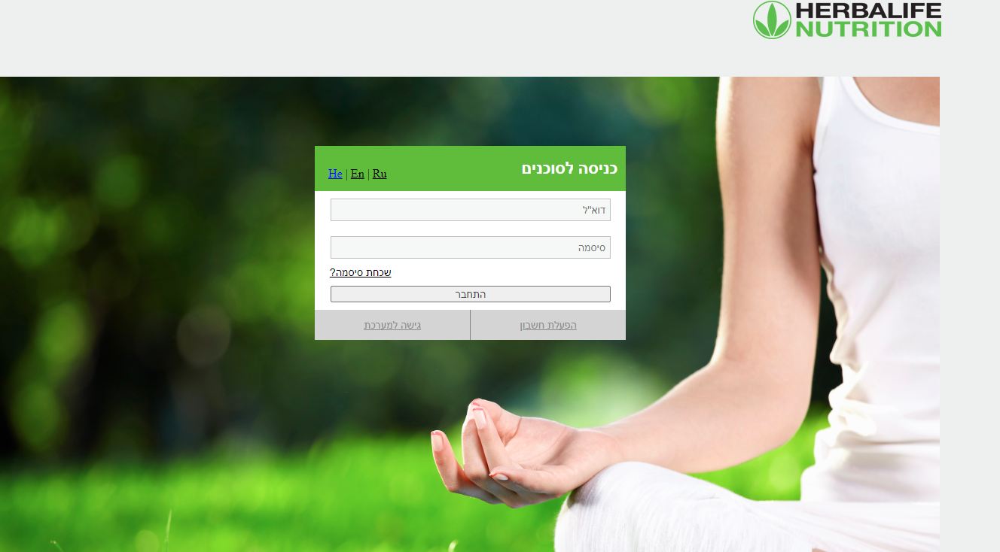 HERBALIFE
NUTRITION
כניסה לסוכנים
He | En | Ru
דוא"ל
סיסמה
שכחת סיסמה?
התחבר
הפעלת חשבון
גישה למערכת